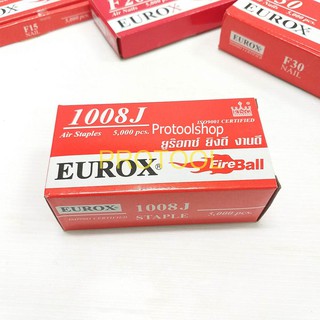 F15
NAIL
EUROX
F30
NAIL
1008J
Air Staples
5,000 pcs.
ISO9001 CERTIFIED
Protoolshop
ยูร็อกซ์ ยิงดี งานดี
PROTOOL
EUROX®
FireBall
EUROX®
1008J
STAPLE
5,000 pcs.